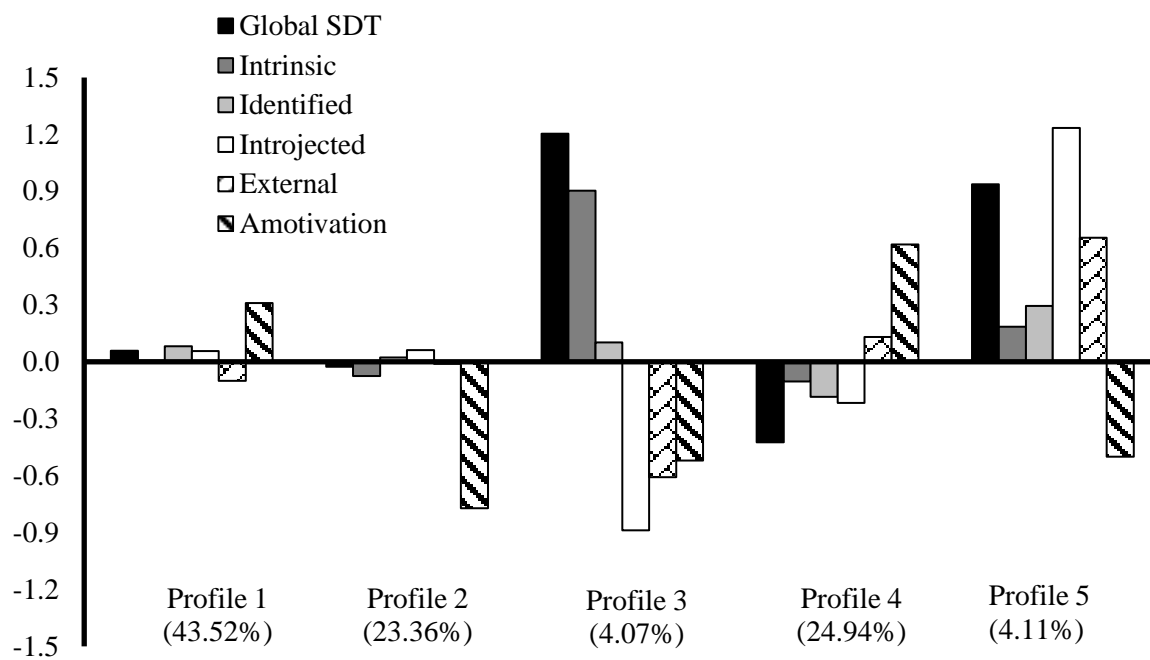 Global SDT
Intrinsic
Identified
Introjected
External
Amotivation
1.5
1.2
0.9
0.6
0.3
0.0
-0.3
-0.6
-0.9
-1.2
-1.5
Profile 1
(43.52%)
Profile 2
(23.36%)
Profile 3
(4.07%)
Profile 4
(24.94%)
Profile 5
(4.11%)